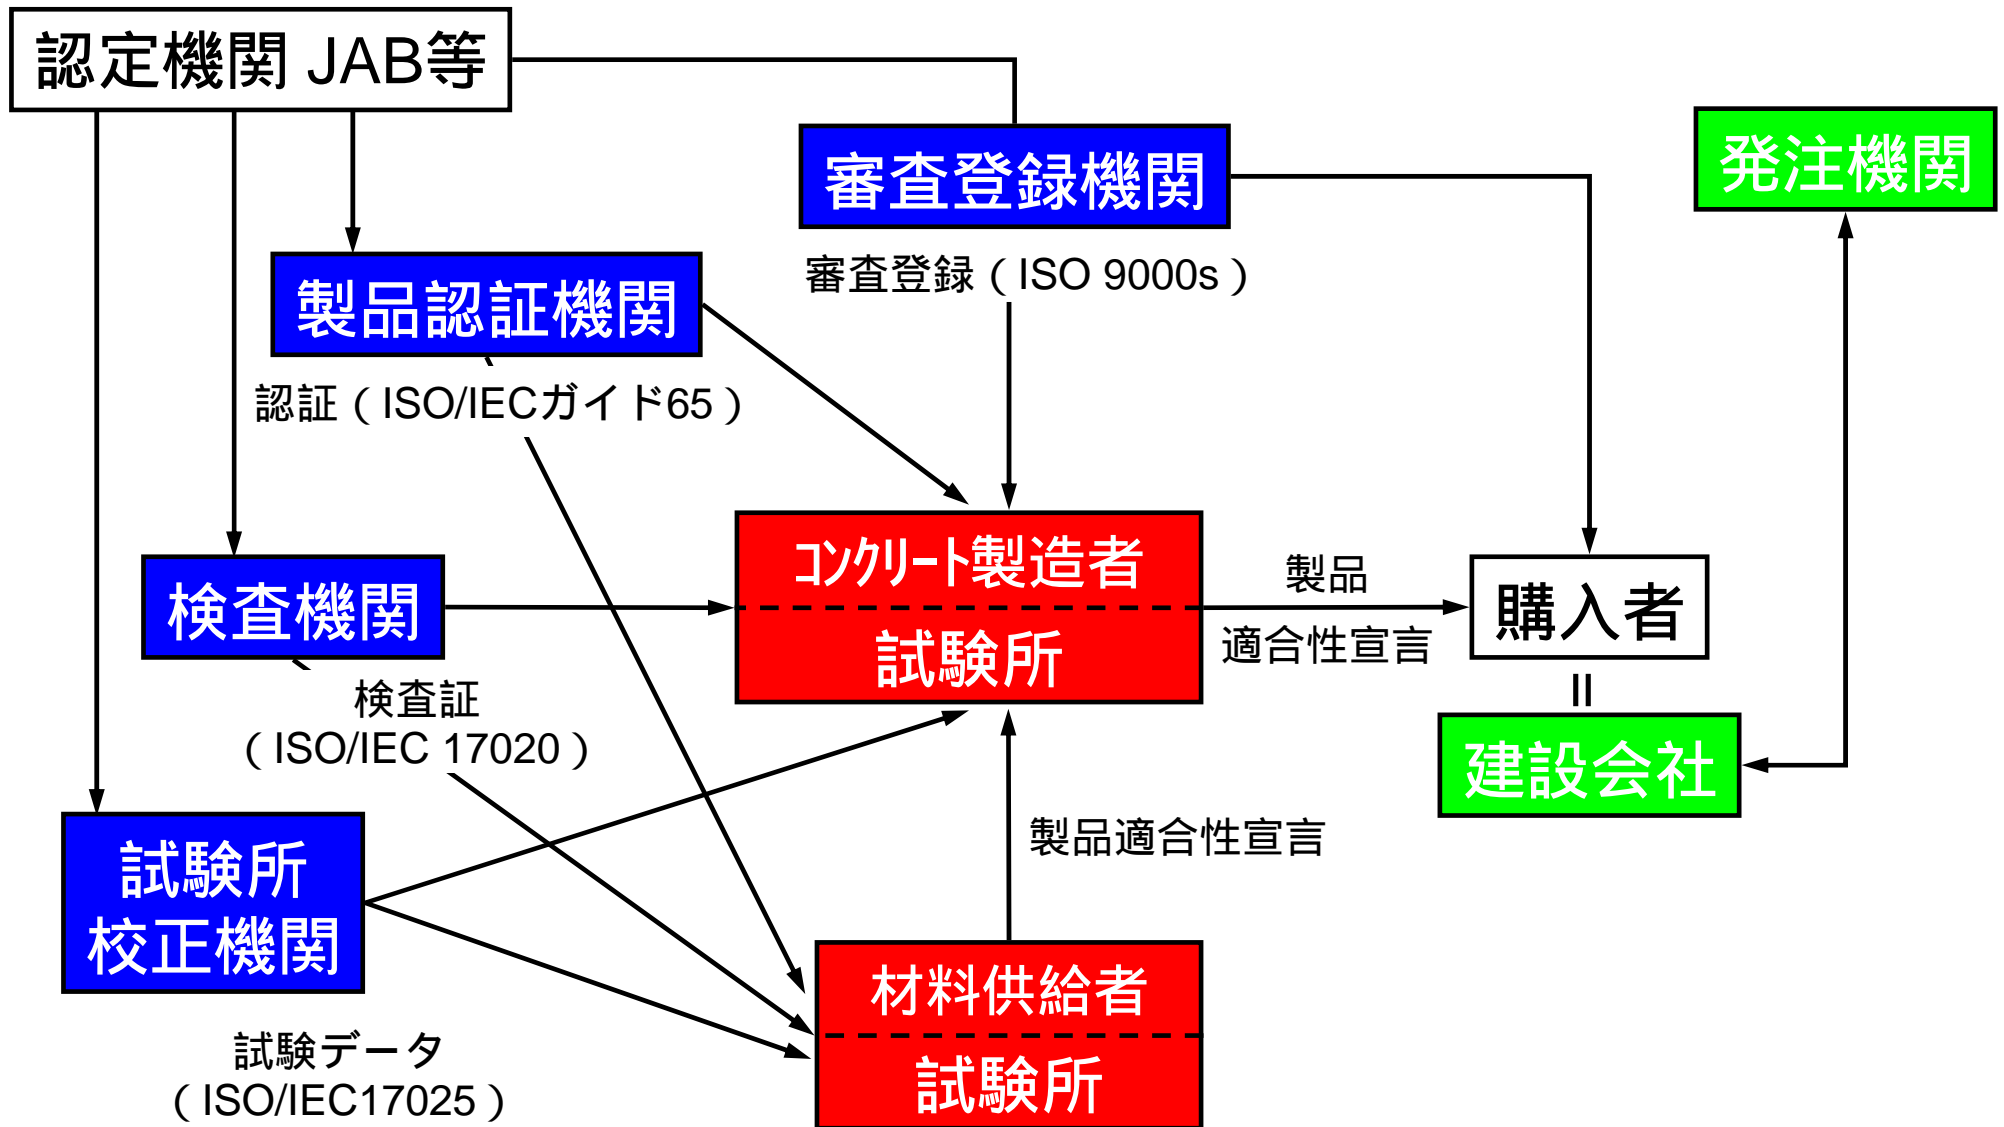 認定機関 JAB等
審査登録機関
発注機関
審査登録（ISO 9000s）
製品認証機関
認証（ISO/IECガイド65）
コンクリート製造者
試験所
製品
適合性宣言
購入者
=
建設会社
検査機関
検査証
（ISO/IEC 17020）
試験所
校正機関
製品適合性宣言
材料供給者
試験所
試験データ
（ISO/IEC17025）